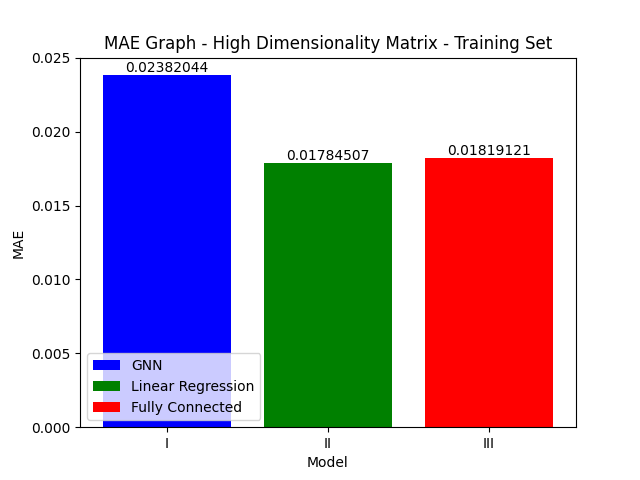 MAE Graph - High Dimensionality Matrix - Training Set
0.025
0.02382044
0.020
0.01784507
0.01819121
0.015
MAE
0.010
0.005
GNN
Linear Regression
Fully Connected
0.000
I
II
III
Model